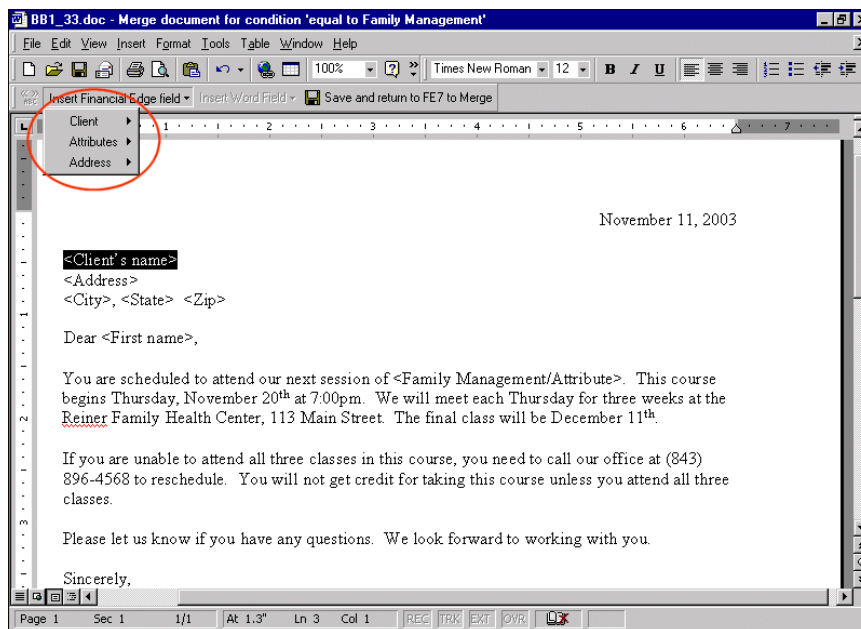 BB1_33.doc - Merge document for condition 'equal to Family Management'
File Edit View Insert Format Tools Table Window Help
100% Times New Roman 12 B I U
Insert Financial Edge field Insert Word Field Save and return to FE7 to Merge
Client
Attributes
Address
1 2 3 4 5 6 7
November 11, 2003
<Client's name>
<Address>
<City>, <State> <Zip>
Dear <First name>,
You are scheduled to attend our next session of <Family Management/Attribute>. This course
begins Thursday, November 20th at 7:00pm. We will meet each Thursday for three weeks at the
Reiner Family Health Center, 113 Main Street. The final class will be December 11th.
If you are unable to attend all three classes in this course, you need to call our office at (843)
896-4568 to reschedule. You will not get credit for taking this course unless you attend all three
classes.
Please let us know if you have any questions. We look forward to working with you.
Sincerely,
Page 1 Sec 1 1/1 At 1.3" Ln 3 Col 1 REC TRK EXT OVR